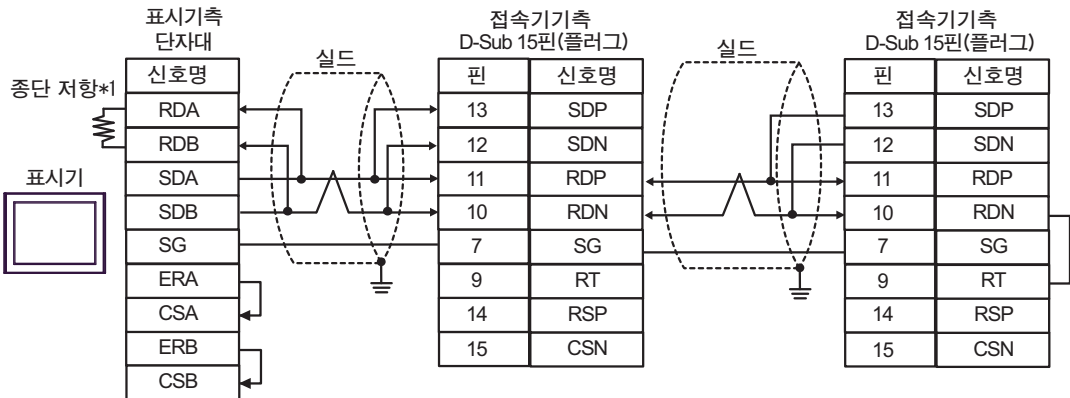 표시기측
단자대
접속기기측
D-Sub 15핀(플러그)
접속기기측
D-Sub 15핀(플러그)
실드
실드
종단 저항*1
표시기
신호명
RDA
RDB
SDA
SDB
SG
ERA
CSA
ERB
CSB
핀 신호명
13 SDP
12 SDN
11 RDP
10 RDN
7 SG
9 RT
14 RSP
15 CSN
핀 신호명
13 SDP
12 SDN
11 RDP
10 RDN
7 SG
9 RT
14 RSP
15 CSN